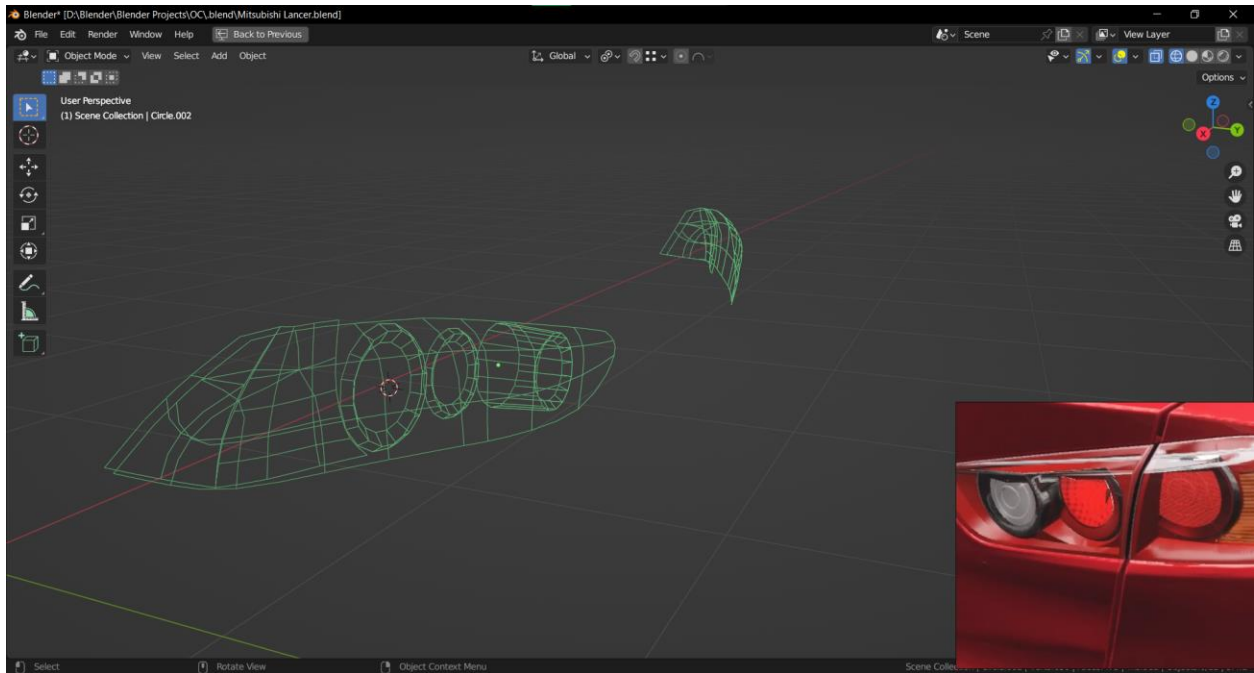 Blender* [D:\Blender\Blender Projects\OC\.blend\Mitsubishi Lancer.blend]
File Edit Render Window Help Back to Previous Scene View Layer
Object Mode View Select Add Object Global
Options
User Perspective
(1) Scene Collection | Circle.002
Z
Y
X
Select Rotate View Object Context Menu Scene